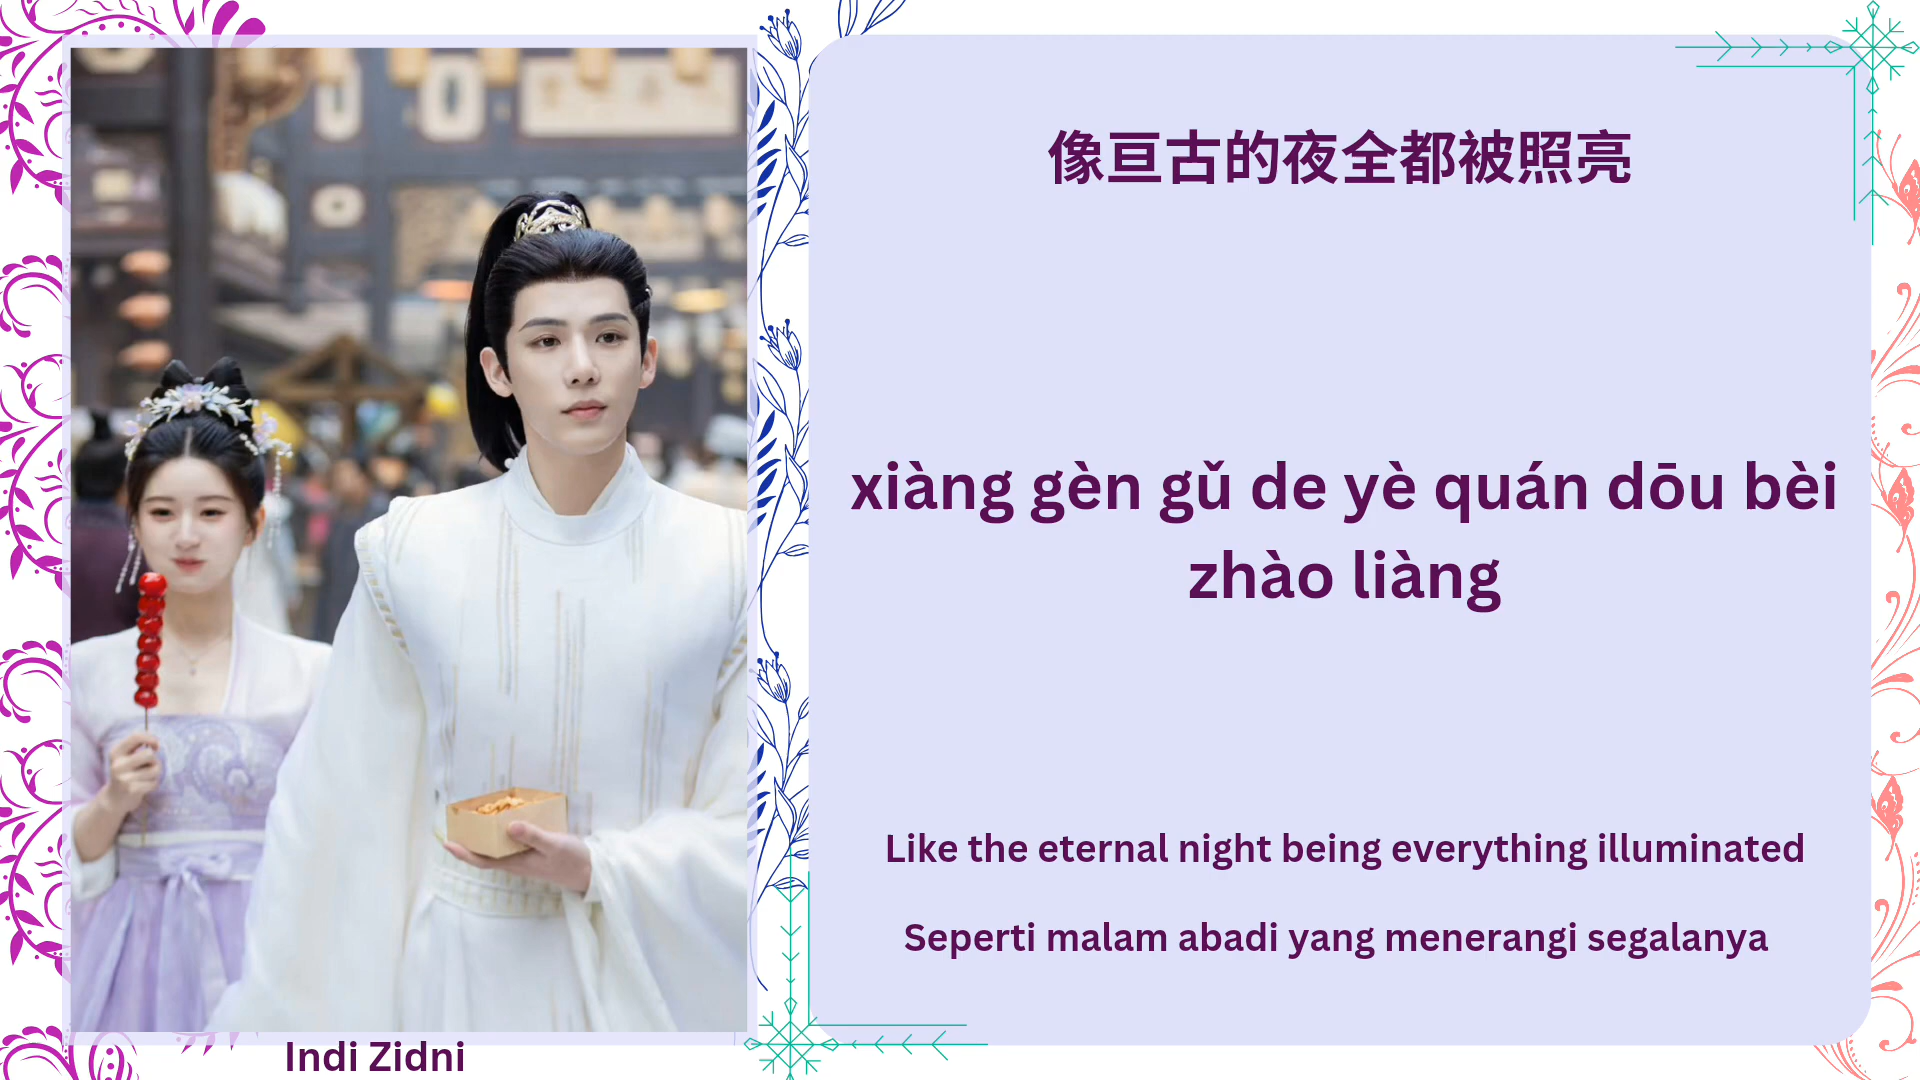 像亘古的夜全都被照亮
xiàng gèn gǔ de yè quán dōu bèi
zhào liàng
Like the eternal night being everything illuminated
Seperti malam abadi yang menerangi segalanya
Indi Zidni